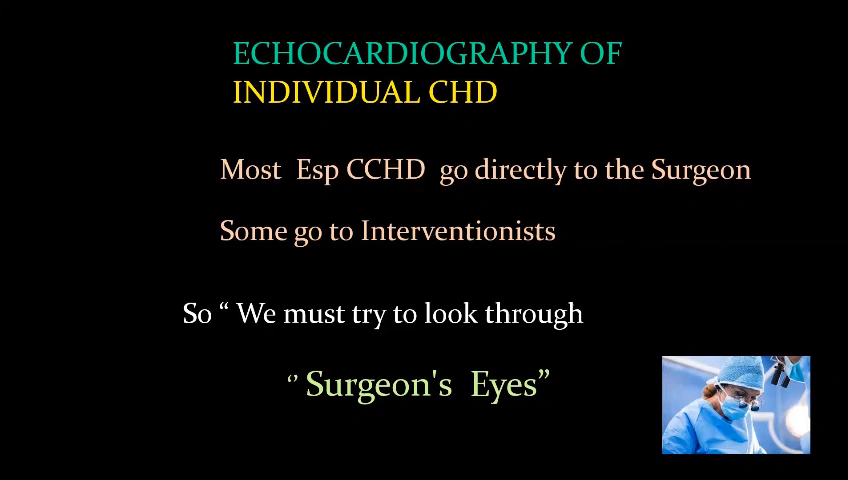 ECHOCARDIOGRAPHY OF
INDIVIDUAL CHD
Most Esp CCHD go directly to the Surgeon
Some go to Interventionists
So “ We must try to look through
“ Surgeon's Eyes”